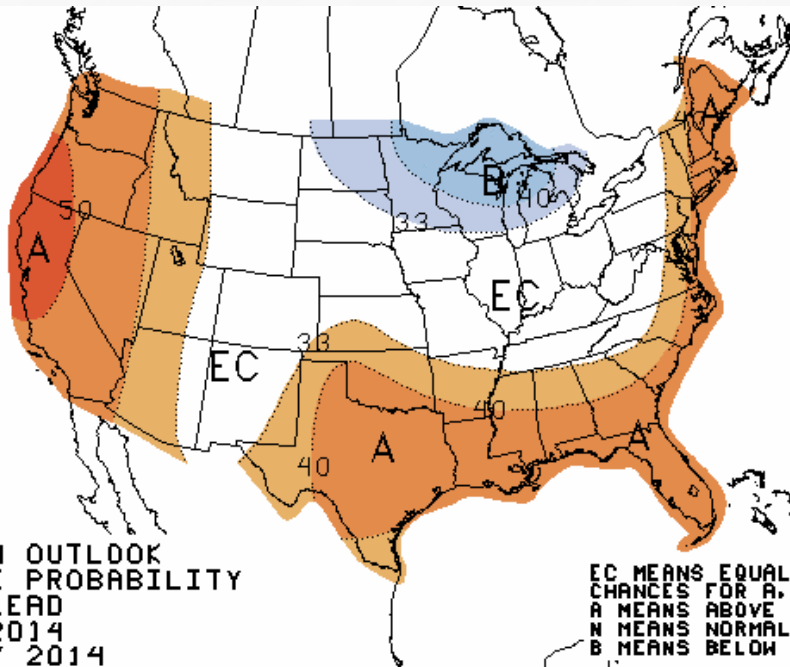 A
B
50
40
33
A
EC
33
EC
40
A
A
40
OUTLOOK
PROBABILITY
LEAD
2014
2014
EC MEANS EQUAL
CHANCES FOR A,
A MEANS ABOVE
N MEANS NORMAL
B MEANS BELOW